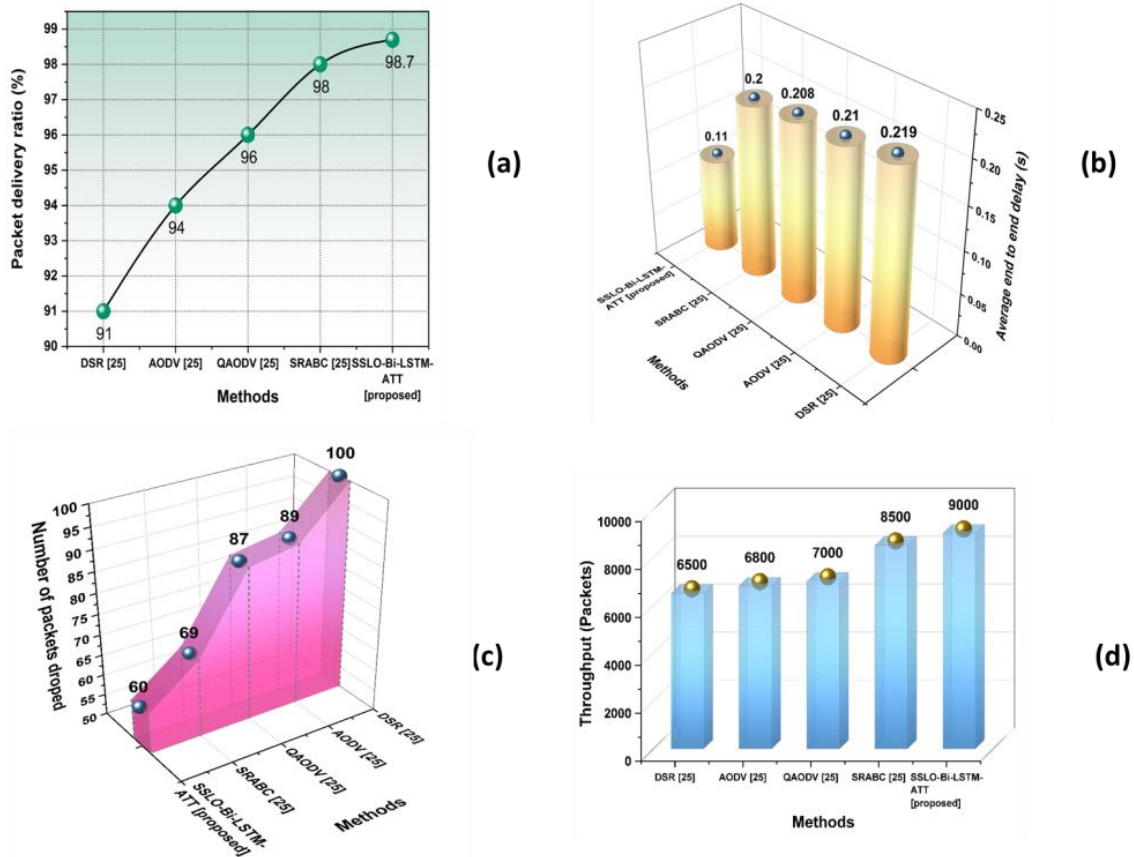 99
98
97
96
95
94
93
92
91
90
Packet delivery ratio (%)
91
94
96
98
98.7
DSR [25]
AODV [25]
QAODV [25]
SRABC [25]
SSLO-Bi-LSTM-
ATT
[proposed]
Methods
(a)
0.11
0.2
0.208
0.21
0.219
0.25
0.20
0.15
0.10
0.05
0.00
Average end to end delay (s)
SSLO-Bi-LSTM-
ATT [proposed]
SRABC [25]
QAODV [25]
AODV [25]
DSR [25]
Methods
(b)
100
95
90
85
80
75
70
65
60
55
50
Number of packets droped
60
69
87
89
100
SSLO-Bi-LSTM-
ATT [proposed]
SRABC [25]
QAODV [25]
AODV [25]
DSR [25]
Methods
(c)
10000
8000
6000
4000
2000
0
Throughput (Packets)
6500
6800
7000
8500
9000
DSR [25]
AODV [25]
QAODV [25]
SRABC [25]
SSLO-Bi-LSTM-
ATT
[proposed]
Methods
(d)